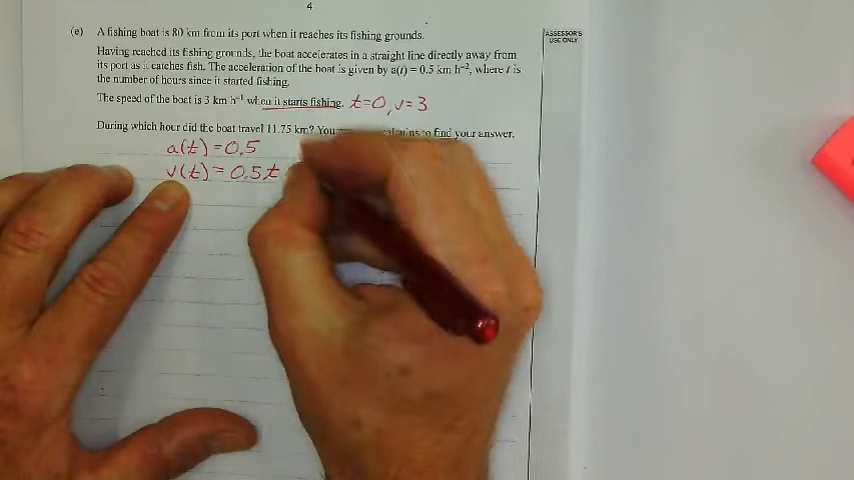 4
(e) A fishing boat is 80 km from its port when it reaches its fishing grounds.
ASSESSOR'S
USE ONLY
Having reached its fishing grounds, the boat accelerates in a straight line directly away from
its port as it catches fish. The acceleration of the boat is given by a(t) = 0.5 km h⁻², where t is
the number of hours since it started fishing.
The speed of the boat is 3 km h⁻¹ when it starts fishing. t=0, v=3
During which hour did the boat travel 11.75 km? You to find your answer.
a(t) = 0.5
v(t) = 0.5t